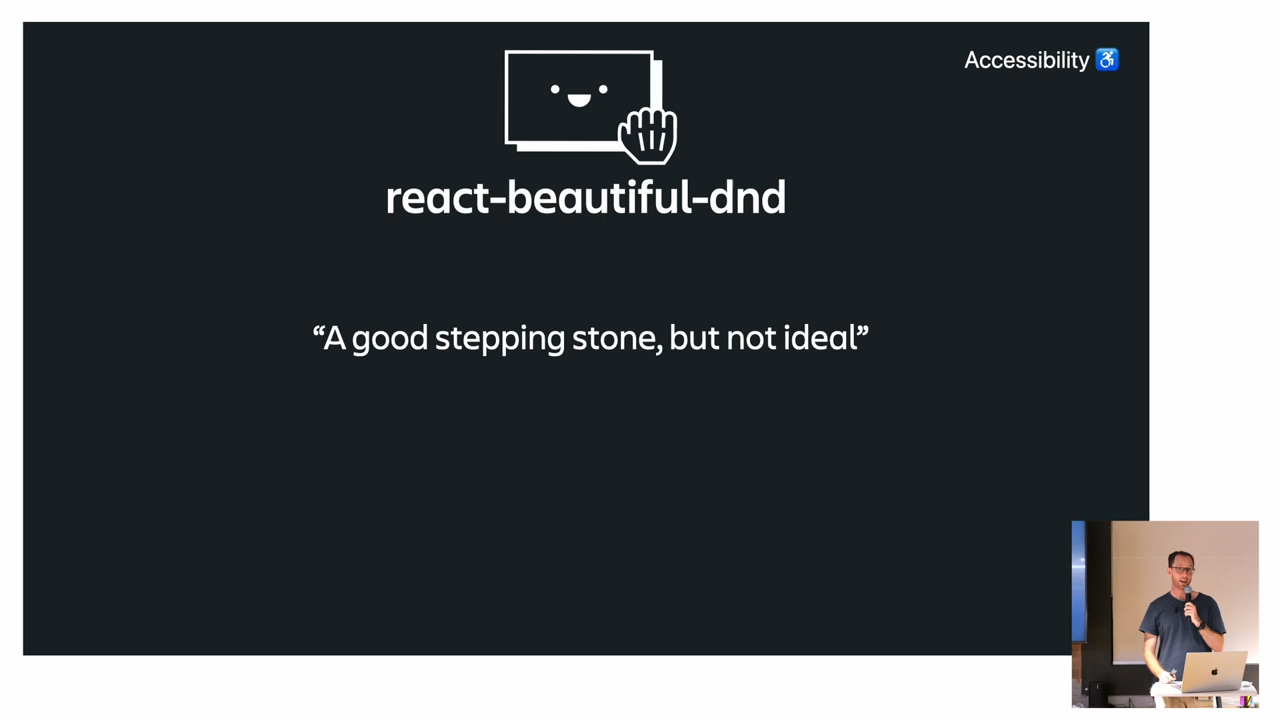 Accessibility ♿
react-beautiful-dnd
“A good stepping stone, but not ideal”